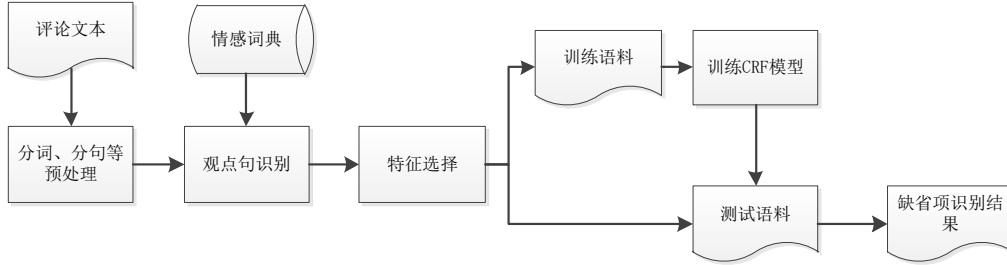 评论文本
情感词典
训练语料
训练CRF模型
分词、分句等
预处理
观点句识别
特征选择
测试语料
缺省项识别结
果